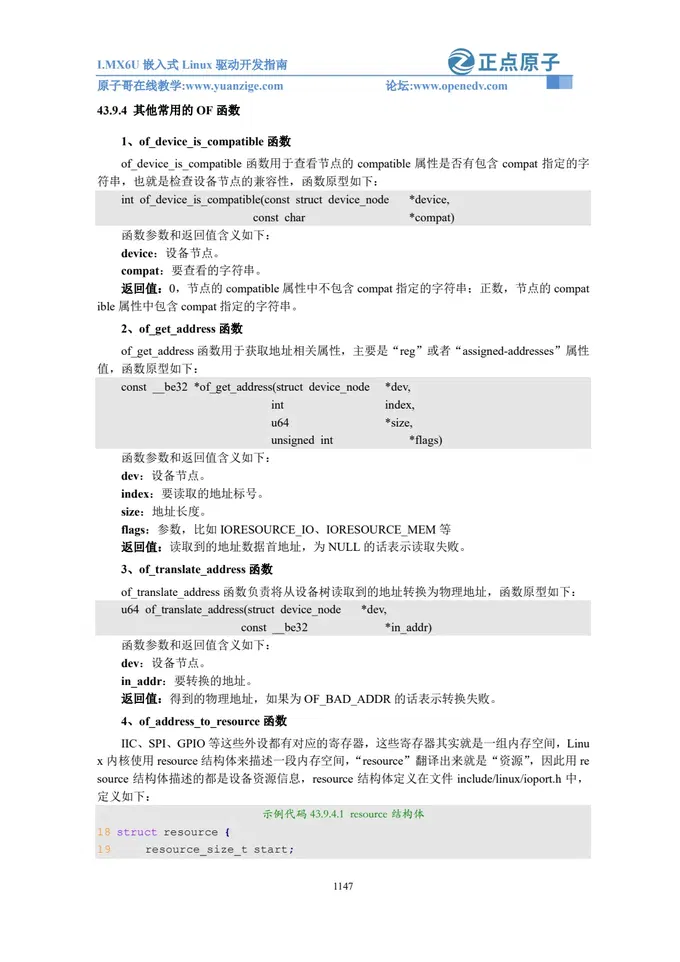 I.MX6U 嵌入式 Linux 驱动开发指南
正点原子
原子哥在线教学:www.yuanzige.com 论坛:www.openedv.com
43.9.4 其他常用的 OF 函数
1、of_device_is_compatible 函数
of_device_is_compatible 函数用于查看节点的 compatible 属性是否有包含 compat 指定的字
符串，也就是检查设备节点的兼容性，函数原型如下：
int of_device_is_compatible(const struct device_node *device,
const char *compat)
函数参数和返回值含义如下：
device：设备节点。
compat：要查看的字符串。
返回值：0，节点的 compatible 属性中不包含 compat 指定的字符串；正数，节点的 compat
ible 属性中包含 compat 指定的字符串。
2、of_get_address 函数
of_get_address 函数用于获取地址相关属性，主要是“reg”或者“assigned-addresses”属性
值，函数原型如下：
const __be32 *of_get_address(struct device_node *dev,
int index,
u64 *size,
unsigned int *flags)
函数参数和返回值含义如下：
dev：设备节点。
index：要读取的地址标号。
size：地址长度。
flags：参数，比如 IORESOURCE_IO、IORESOURCE_MEM 等
返回值：读取到的地址数据首地址，为 NULL 的话表示读取失败。
3、of_translate_address 函数
of_translate_address 函数负责将从设备树读取到的地址转换为物理地址，函数原型如下：
u64 of_translate_address(struct device_node *dev,
const __be32 *in_addr)
函数参数和返回值含义如下：
dev：设备节点。
in_addr：要转换的地址。
返回值：得到的物理地址，如果为 OF_BAD_ADDR 的话表示转换失败。
4、of_address_to_resource 函数
IIC、SPI、GPIO 等这些外设都有对应的寄存器，这些寄存器其实就是一组内存空间，Linu
x 内核使用 resource 结构体来描述一段内存空间，“resource”翻译出来就是“资源”，因此用 re
source 结构体描述的都是设备资源信息，resource 结构体定义在文件 include/linux/ioport.h 中，
定义如下：
示例代码 43.9.4.1 resource 结构体
18 struct resource {
19 resource_size_t start;
1147